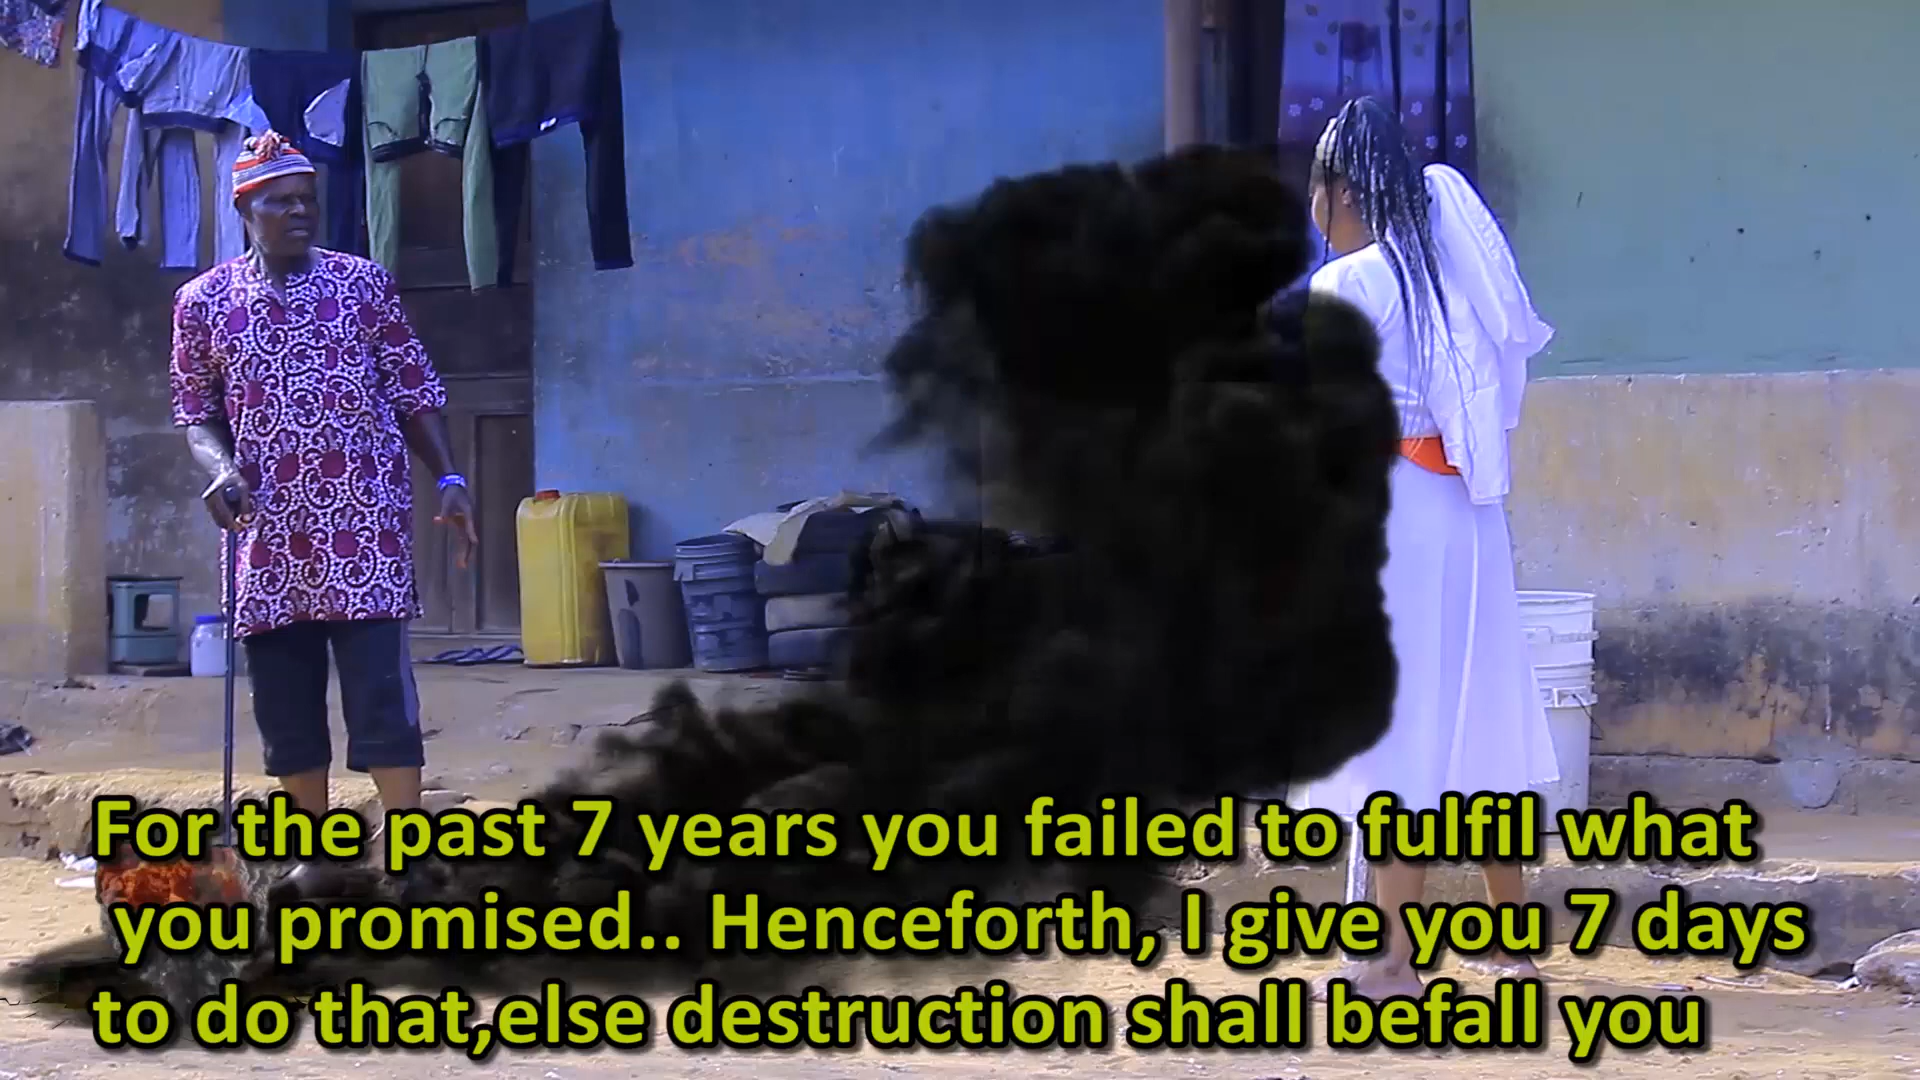 For the past 7 years you failed to fulfil what
you promised.. Henceforth, I give you 7 days
to do that,else destruction shall befall you